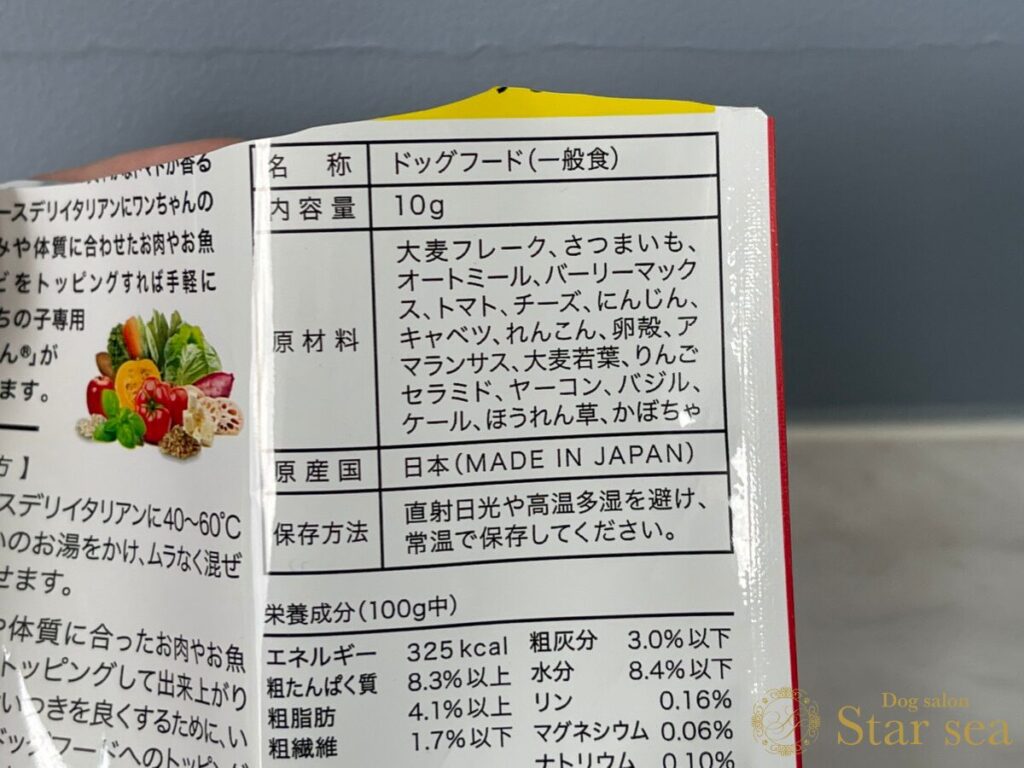 ースデリイタリアンにワンちゃんの
みや体質に合わせたお肉やお魚
どをトッピングすれば手軽に
ちの子専用
ん®」が
ます。
方】
スデリイタリアンに40〜60℃
いのお湯をかけ、ムラなく混ぜ
せます。
や体質に合ったお肉やお魚
トッピングして出来上がり
いつきを良くするために、い
ドッグフードへのトッピング
名称 ドッグフード(一般食)
内容量 10g
原材料 大麦フレーク、さつまいも、
オートミール、バーリーマック
ス、トマト、チーズ、にんじん、
キャベツ、れんこん、卵殻、ア
マランサス、大麦若葉、りんご
セラミド、ヤーコン、バジル、
ケール、ほうれん草、かぼちゃ
原産国 日本(MADE IN JAPAN)
保存方法 直射日光や高温多湿を避け、
常温で保存してください。
栄養成分(100g中)
エネルギー 325kcal 粗灰分 3.0%以下
粗たんぱく質 8.3%以上 水分 8.4%以下
粗脂肪 4.1%以上 リン 0.16%
粗繊維 1.7%以下 マグネシウム 0.06%
ナトリウム 0.10%
Dog salon
Star sea